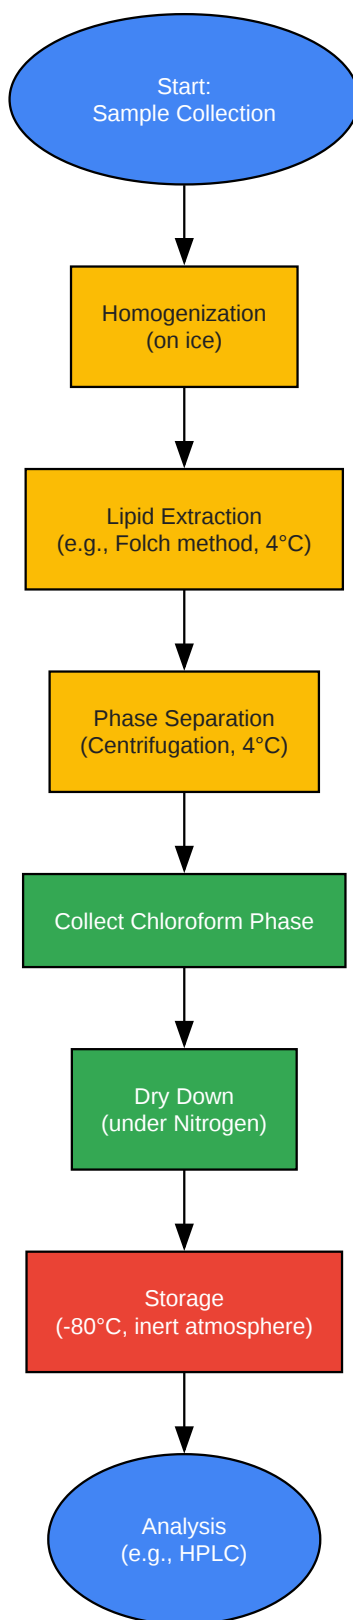 Start:
Sample Collection
Homogenization
(on ice)
Lipid Extraction
(e.g., Folch method, 4°C)
Phase Separation
(Centrifugation, 4°C)
Collect Chloroform Phase
Dry Down
(under Nitrogen)
Storage
(-80°C, inert atmosphere)
Analysis
(e.g., HPLC)